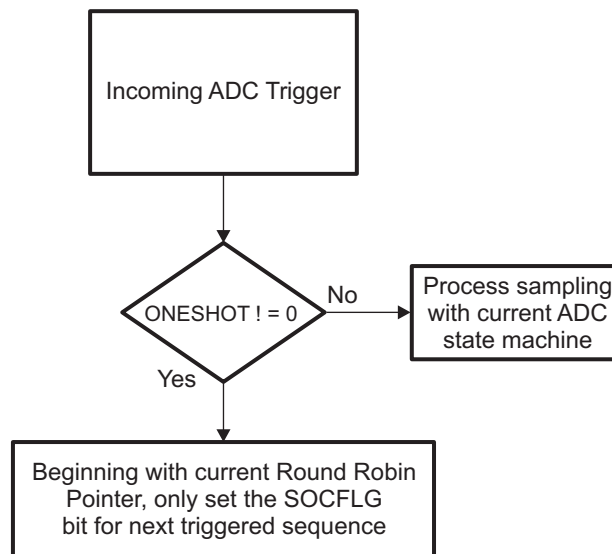 Incoming ADC Trigger
ONESHOT ! = 0
No
Process sampling
with current ADC
state machine
Yes
Beginning with current Round Robin
Pointer, only set the SOCFLG
bit for next triggered sequence